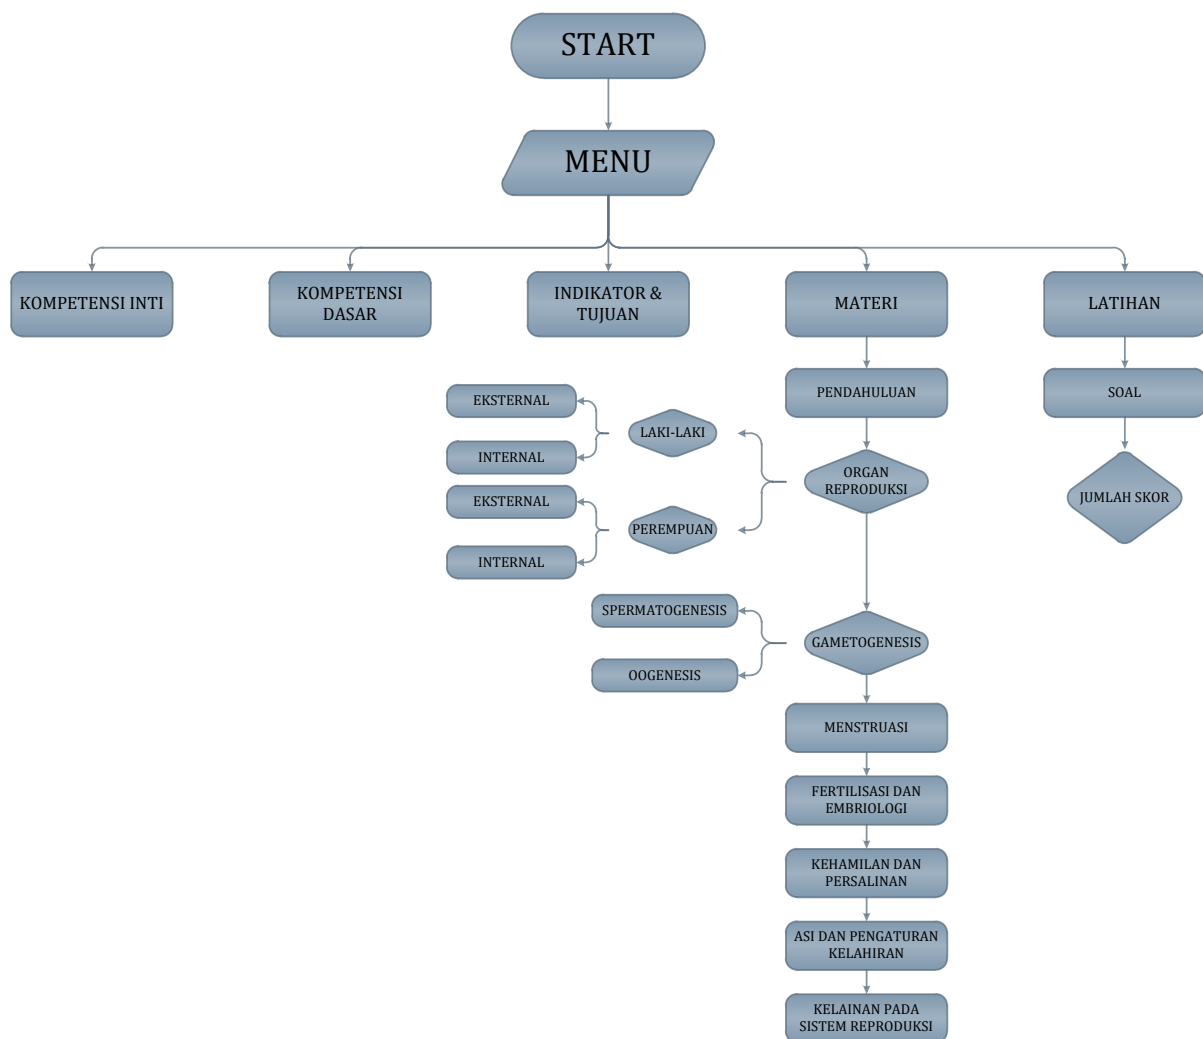 START
MENU
KOMPETENSI INTI
KOMPETENSI
DASAR
INDIKATOR &
TUJUAN
MATERI
LATIHAN
PENDAHULUAN
SOAL
EKSTERNAL
LAKI-LAKI
INTERNAL
ORGAN
REPRODUKSI
JUMLAH SKOR
EKSTERNAL
PEREMPUAN
INTERNAL
SPERMATOGENESIS
GAMETOGENESIS
OOGENESIS
MENSTRUASI
FERTILISASI DAN
EMBRIOLOGI
KEHAMILAN DAN
PERSALINAN
ASI DAN PENGATURAN
KELAHIRAN
KELAINAN PADA
SISTEM REPRODUKSI